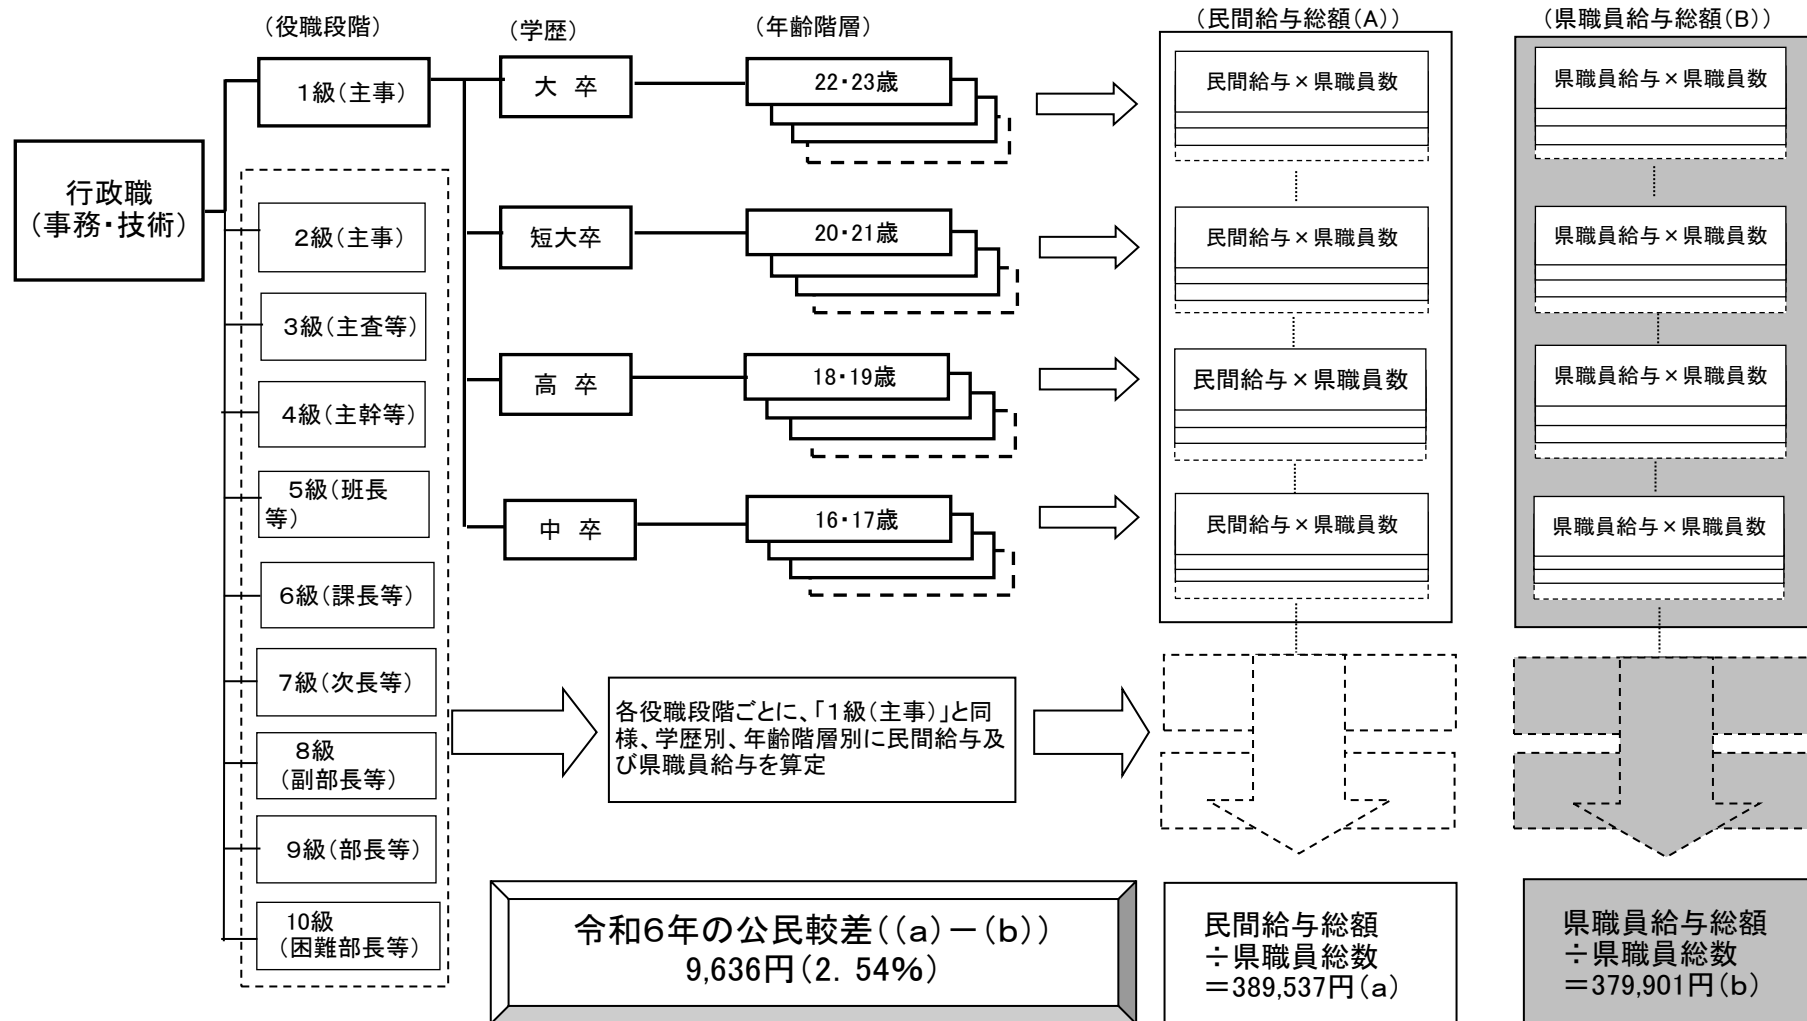 （役職段階）
（学歴）
（年齢階層）
（民間給与総額（A））
（県職員給与総額（B））
行政職
（事務・技術）
１級（主事）
２級（主事）
３級（主査等）
４級（主幹等）
５級（班長
等）
６級（課長等）
７級（次長等）
８級
（副部長等）
９級（部長等）
10級
（困難部長等）
大 卒
短大卒
高 卒
中 卒
22・23歳
20・21歳
18・19歳
16・17歳
民間給与×県職員数
民間給与×県職員数
民間給与×県職員数
民間給与×県職員数
県職員給与×県職員数
県職員給与×県職員数
県職員給与×県職員数
県職員給与×県職員数
各役職段階ごとに、「１級（主事）」と同
様、学歴別、年齢階層別に民間給与及
び県職員給与を算定
令和６年の公民較差（（a）－（b））
9,636円（２．５４％）
民間給与総額
÷県職員総数
＝389,537円（a）
県職員給与総額
÷県職員総数
＝379,901円（b）